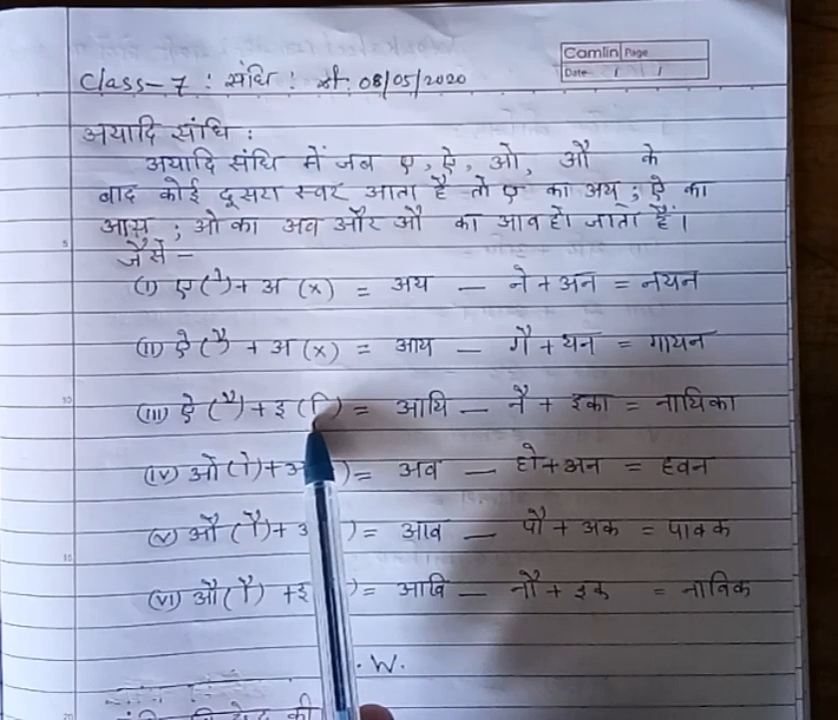 Camlin Page
Date / /
Class-7 : संधि : दि. 08/05/2020
अयादि संधि :
अयादि संधि में जब ए, ऐ, ओ, औ के
बाद कोई दूसरा स्वर आता है तो ए का अय ; ऐ का
आय ; ओ का अव और औ का आव हो जाता हैं।
जैसे -
(i) ए(े)+ अ (x) = अय - ने + अन = नयन
(ii) ऐ(ै) + अ (x) = आय - गै + यन = गायन
(iii) ऐ (ै) + इ (ि) = आयि - नै + इका = नायिका
(iv) ओ(ो)+अ ) = अव - हो+अन = हवन
(v) औ (ौ)+ ) = आव - पौ + अक = पावक
(vi) औ(ौ) +इ ) = आवि - नौ + इक = नाविक
. W.